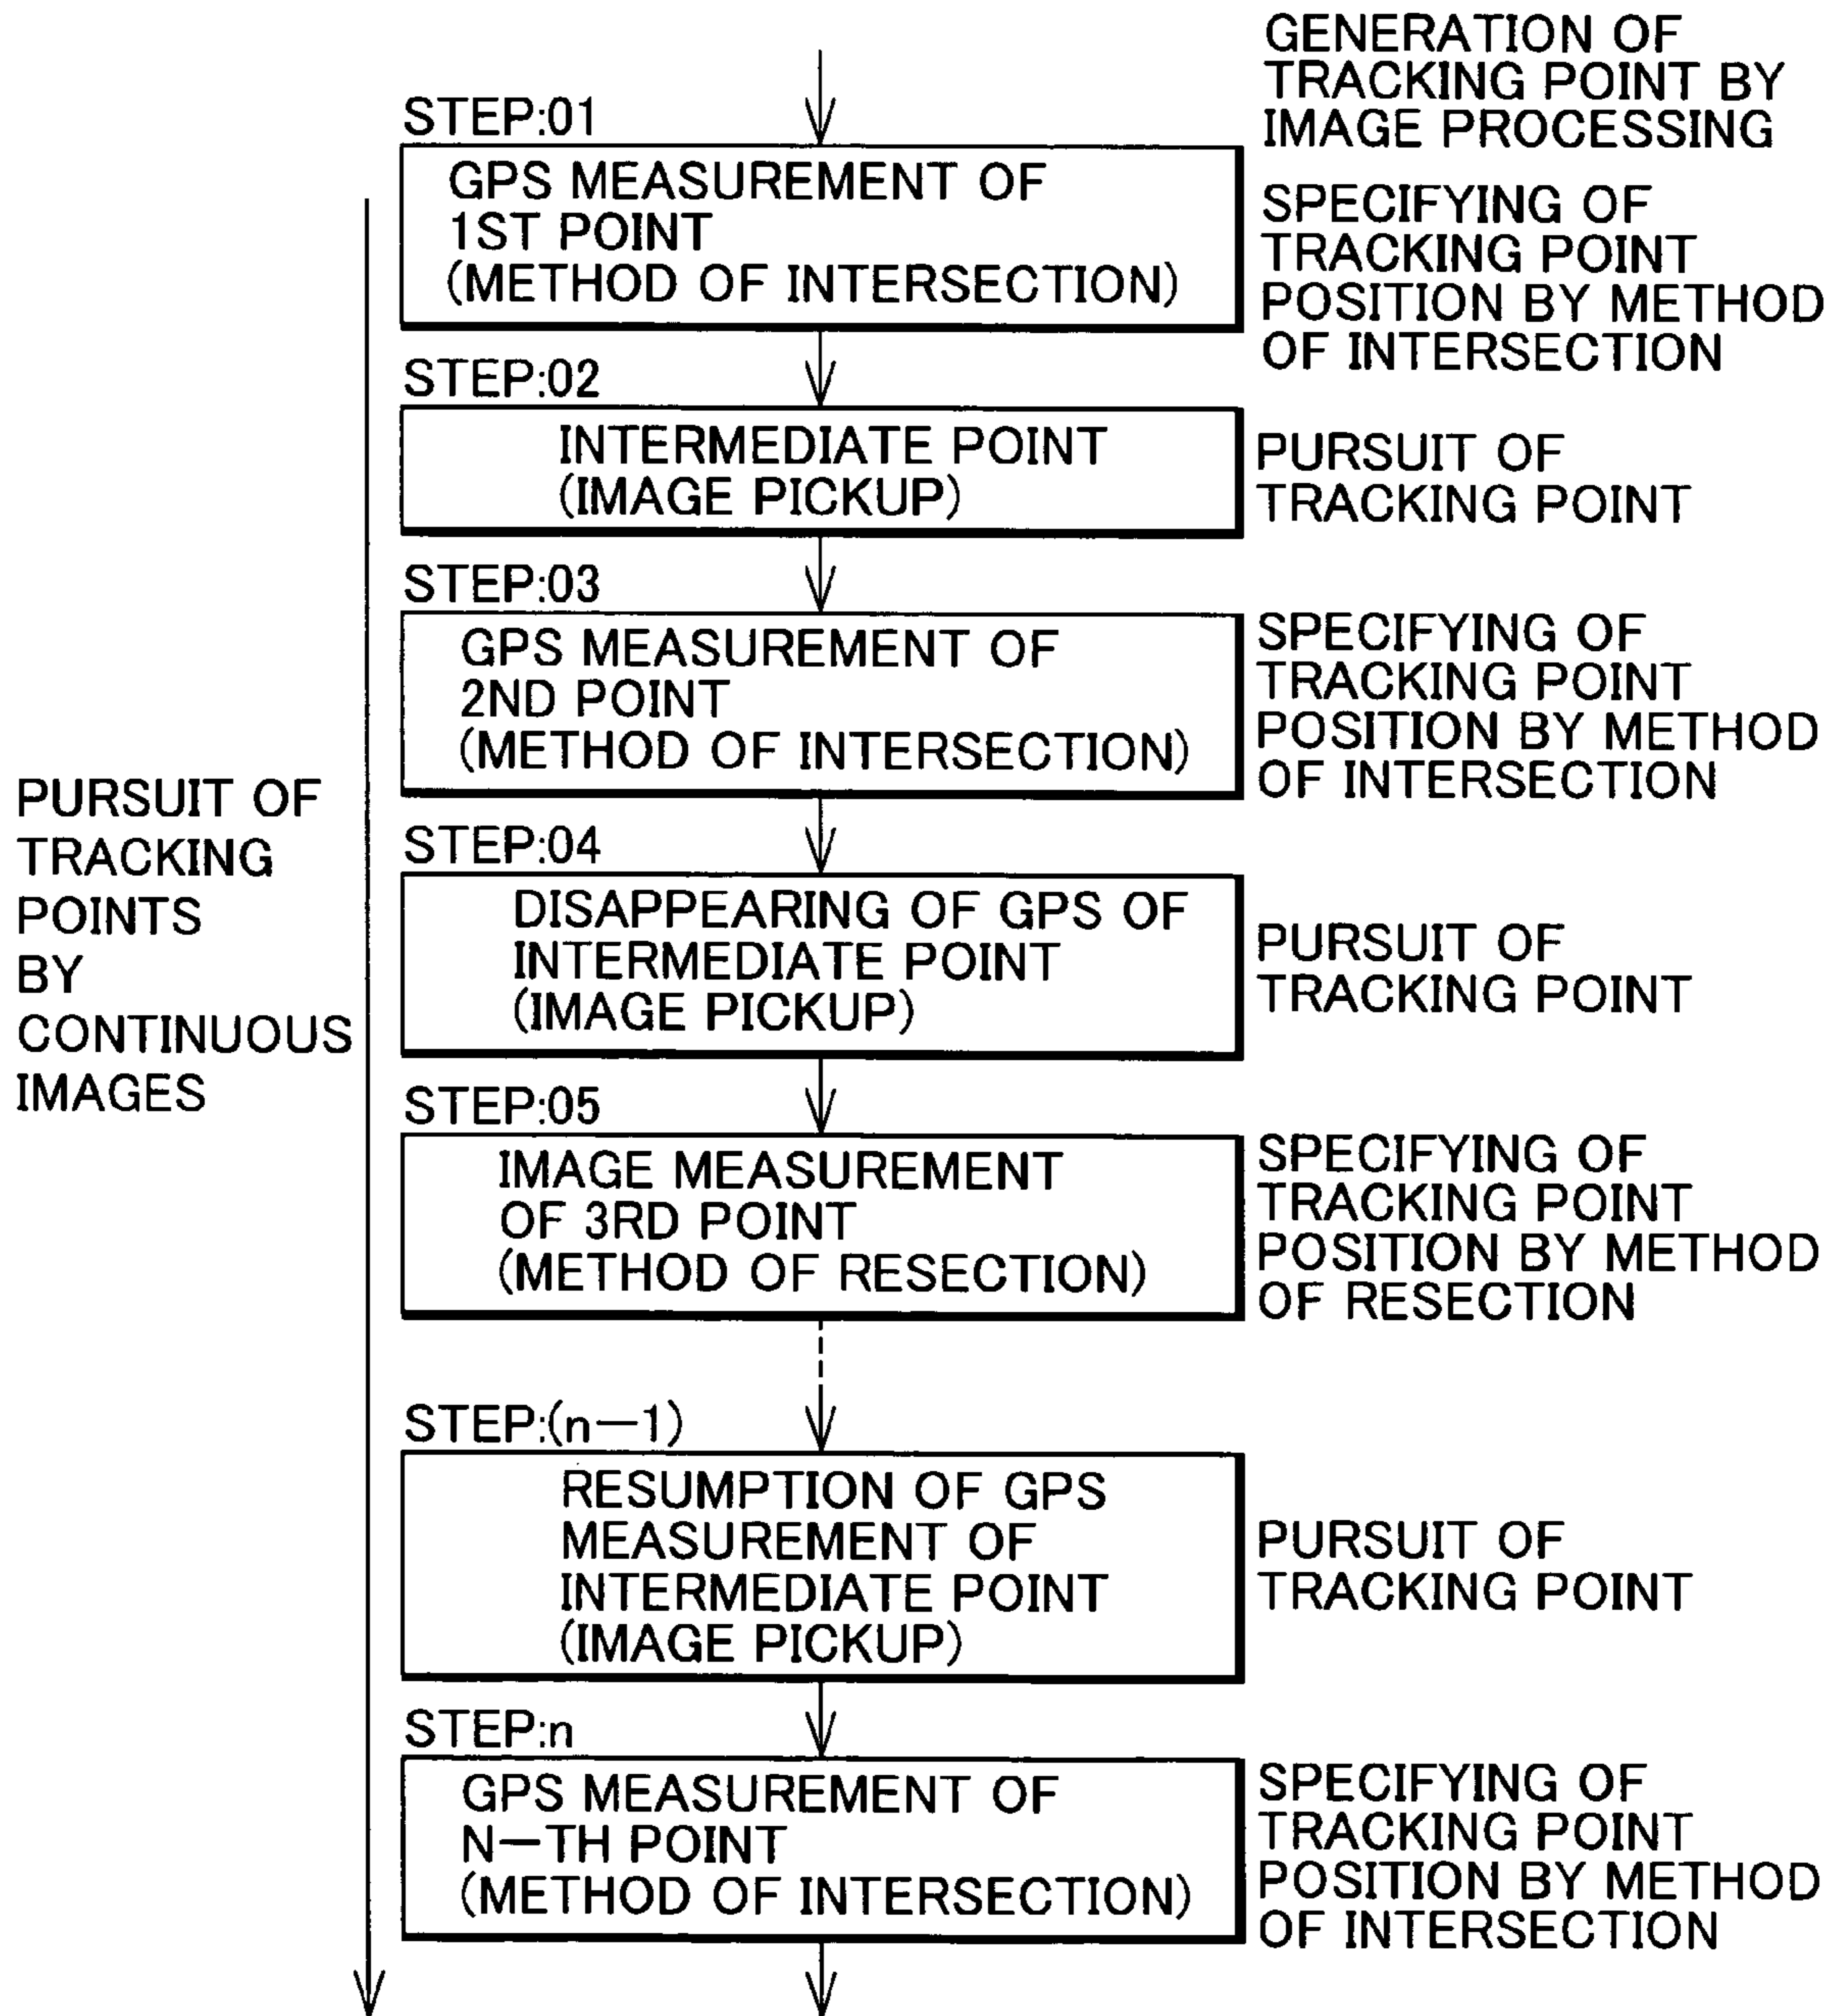 GENERATION OF
TRACKING POINT BY
IMAGE PROCESSING
STEP:01
GPS MEASUREMENT OF
1ST POINT
(METHOD OF INTERSECTION)
SPECIFYING OF
TRACKING POINT
POSITION BY METHOD
OF INTERSECTION
STEP:02
INTERMEDIATE POINT
(IMAGE PICKUP)
PURSUIT OF
TRACKING POINT
STEP:03
GPS MEASUREMENT OF
2ND POINT
(METHOD OF INTERSECTION)
SPECIFYING OF
TRACKING POINT
POSITION BY METHOD
OF INTERSECTION
PURSUIT OF
TRACKING
POINTS
BY
CONTINUOUS
IMAGES
STEP:04
DISAPPEARING OF GPS OF
INTERMEDIATE POINT
(IMAGE PICKUP)
PURSUIT OF
TRACKING POINT
STEP:05
IMAGE MEASUREMENT
OF 3RD POINT
(METHOD OF RESECTION)
SPECIFYING OF
TRACKING POINT
POSITION BY METHOD
OF RESECTION
STEP:(n—1)
RESUMPTION OF GPS
MEASUREMENT OF
INTERMEDIATE POINT
(IMAGE PICKUP)
PURSUIT OF
TRACKING POINT
STEP:n
GPS MEASUREMENT OF
N—TH POINT
(METHOD OF INTERSECTION)
SPECIFYING OF
TRACKING POINT
POSITION BY METHOD
OF INTERSECTION